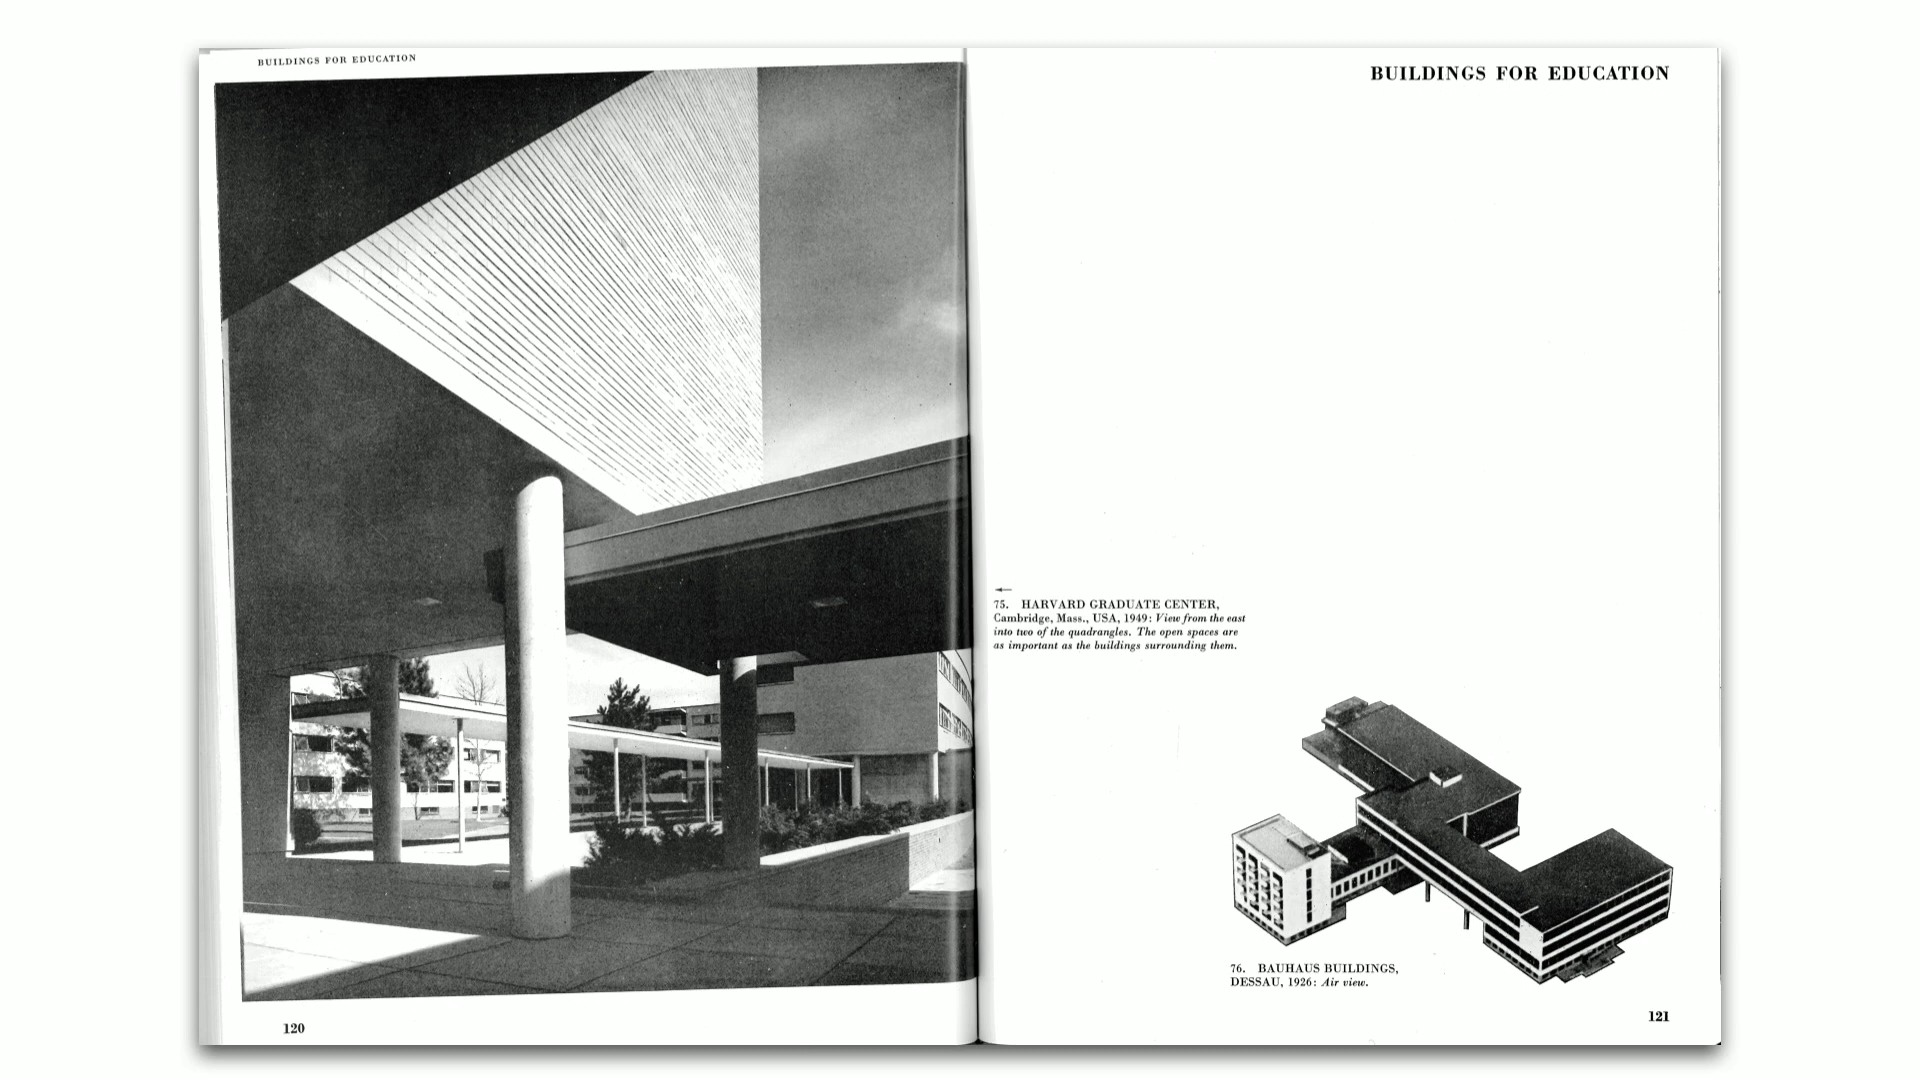 BUILDINGS FOR EDUCATION
120
BUILDINGS FOR EDUCATION
75. HARVARD GRADUATE CENTER,
Cambridge, Mass., USA, 1949: View from the east
into two of the quadrangles. The open spaces are
as important as the buildings surrounding them.
76. BAUHAUS BUILDINGS,
DESSAU, 1926: Air view.
121